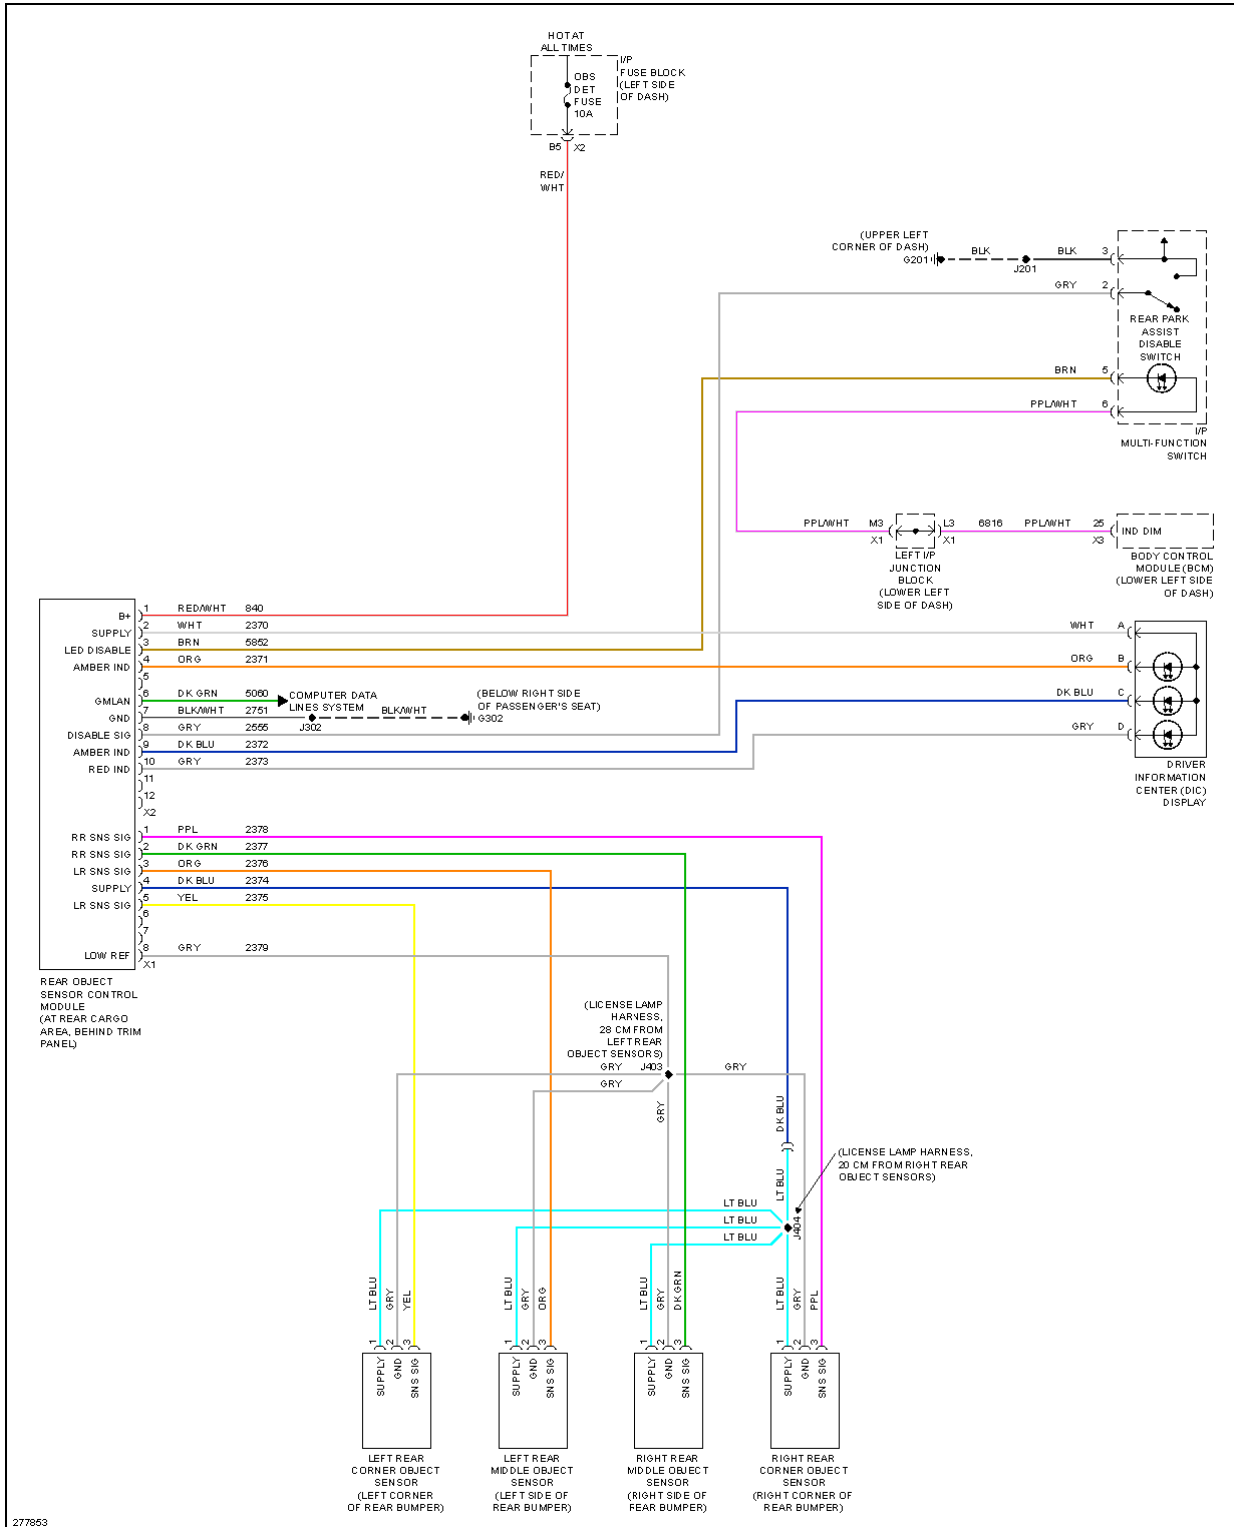 HOT AT
ALL TIMES
I/P
FUSE BLOCK
(LEFT SIDE
OF DASH)
OBS
DET
FUSE
10A
B5 X2
RED/
WHT
(UPPER LEFT
CORNER OF DASH)
G201
BLK
J201
BLK 3
GRY 2
REAR PARK
ASSIST
DISABLE
SWITCH
BRN 5
PPL/WHT 6
I/P
MULTI-FUNCTION
SWITCH
PPL/WHT M3
X1
L3 6816 PPL/WHT 25
X1 X3
IND DIM
LEFT I/P
JUNCTION
BLOCK
(LOWER LEFT
SIDE OF DASH)
BODY CONTROL
MODULE (BCM)
(LOWER LEFT SIDE
OF DASH)
B+ 1 RED/WHT 840
SUPPLY 2 WHT 2370
LED DISABLE 3 BRN 5852
AMBER IND 4 ORG 2371
5
GMLAN 6 DK GRN 5060
GND 7 BLK/WHT 2751
DISABLE SIG 8 GRY 2555
AMBER IND 9 DK BLU 2372
RED IND 10 GRY 2373
11
12
X2
COMPUTER DATA
LINES SYSTEM
J302
BLK/WHT
(BELOW RIGHT SIDE
OF PASSENGER'S SEAT)
G302
WHT A
ORG B
DK BLU C
GRY D
DRIVER
INFORMATION
CENTER (DIC)
DISPLAY
RR SNS SIG 1 PPL 2378
RR SNS SIG 2 DK GRN 2377
LR SNS SIG 3 ORG 2376
SUPPLY 4 DK BLU 2374
LR SNS SIG 5 YEL 2375
6
7
LOW REF 8 GRY 2379
X1
REAR OBJECT
SENSOR CONTROL
MODULE
(AT REAR CARGO
AREA, BEHIND TRIM
PANEL)
(LICENSE LAMP
HARNESS,
28 CM FROM
LEFT REAR
OBJECT SENSORS)
GRY J403 GRY
GRY
GRY
DK BLU
(LICENSE LAMP HARNESS,
20 CM FROM RIGHT REAR
OBJECT SENSORS)
LT BLU
J404
LT BLU
LT BLU
LT BLU
LT BLU GRY YEL
LT BLU GRY ORG
LT BLU GRY DK GRN
LT BLU GRY PPL
1 2 3
1 2 3
1 2 3
1 2 3
SUPPLY GND SNS SIG
SUPPLY GND SNS SIG
SUPPLY GND SNS SIG
SUPPLY GND SNS SIG
LEFT REAR
CORNER OBJECT
SENSOR
(LEFT CORNER
OF REAR BUMPER)
LEFT REAR
MIDDLE OBJECT
SENSOR
(LEFT SIDE OF
REAR BUMPER)
RIGHT REAR
MIDDLE OBJECT
SENSOR
(RIGHT SIDE OF
REAR BUMPER)
RIGHT REAR
CORNER OBJECT
SENSOR
(RIGHT CORNER OF
REAR BUMPER)
277853